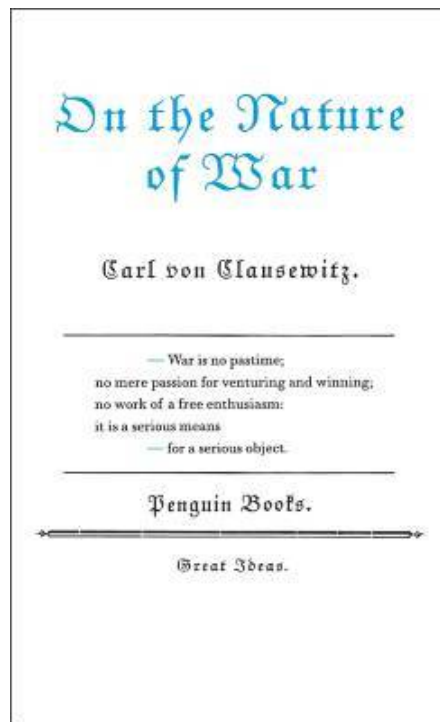 On the Nature
of War
Carl von Clausewitz.
— War is no pastime;
no mere passion for venturing and winning;
no work of a free enthusiasm:
it is a serious means
— for a serious object.
Penguin Books.
Great Ideas.